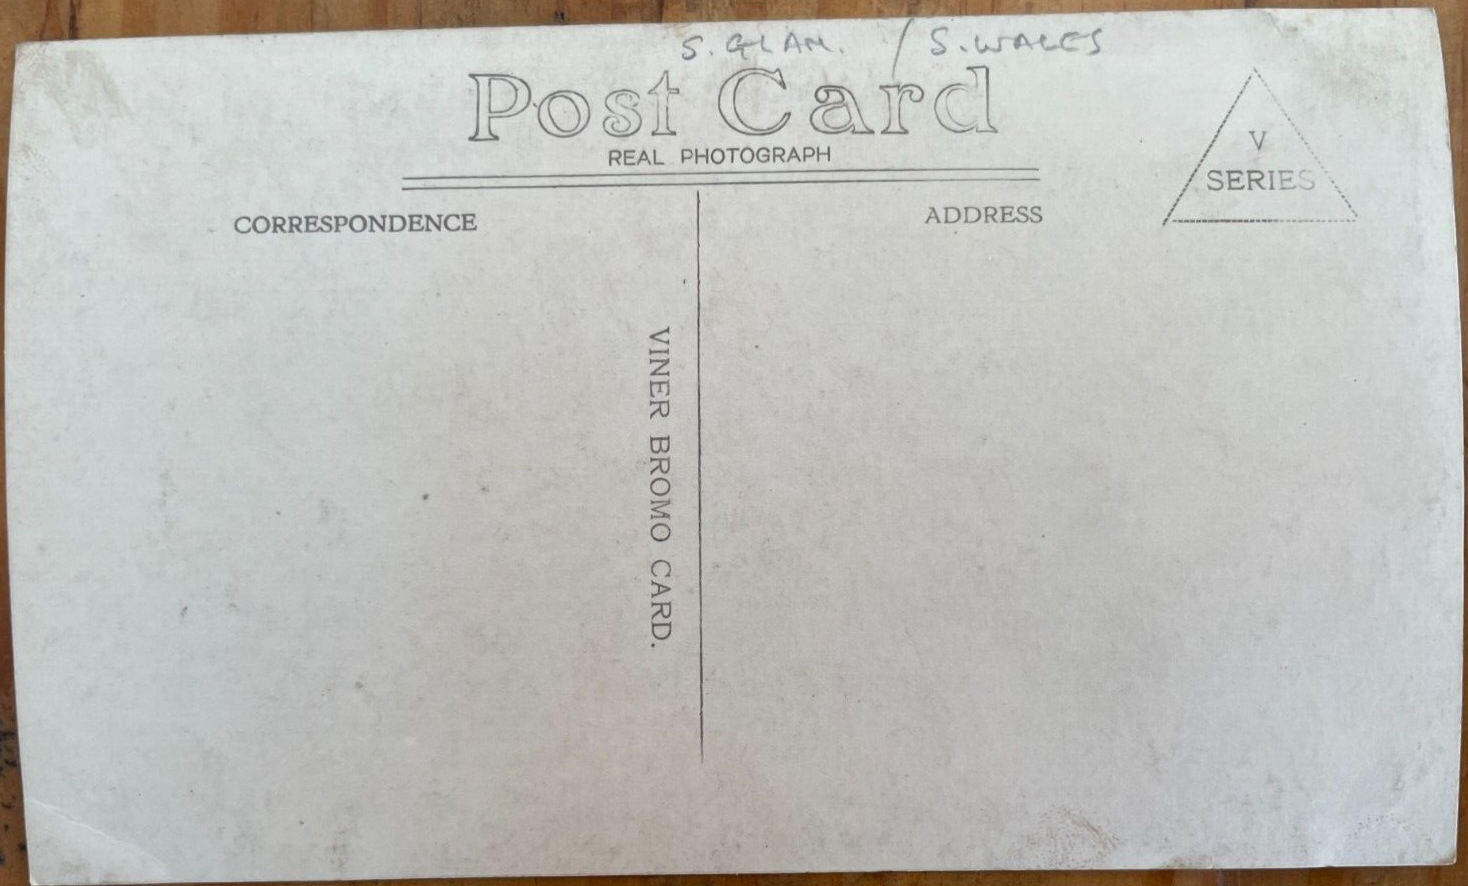 S. GLAM. / S. WALES
Post Card
REAL PHOTOGRAPH
V
SERIES
CORRESPONDENCE
ADDRESS
VINER BROMO CARD.